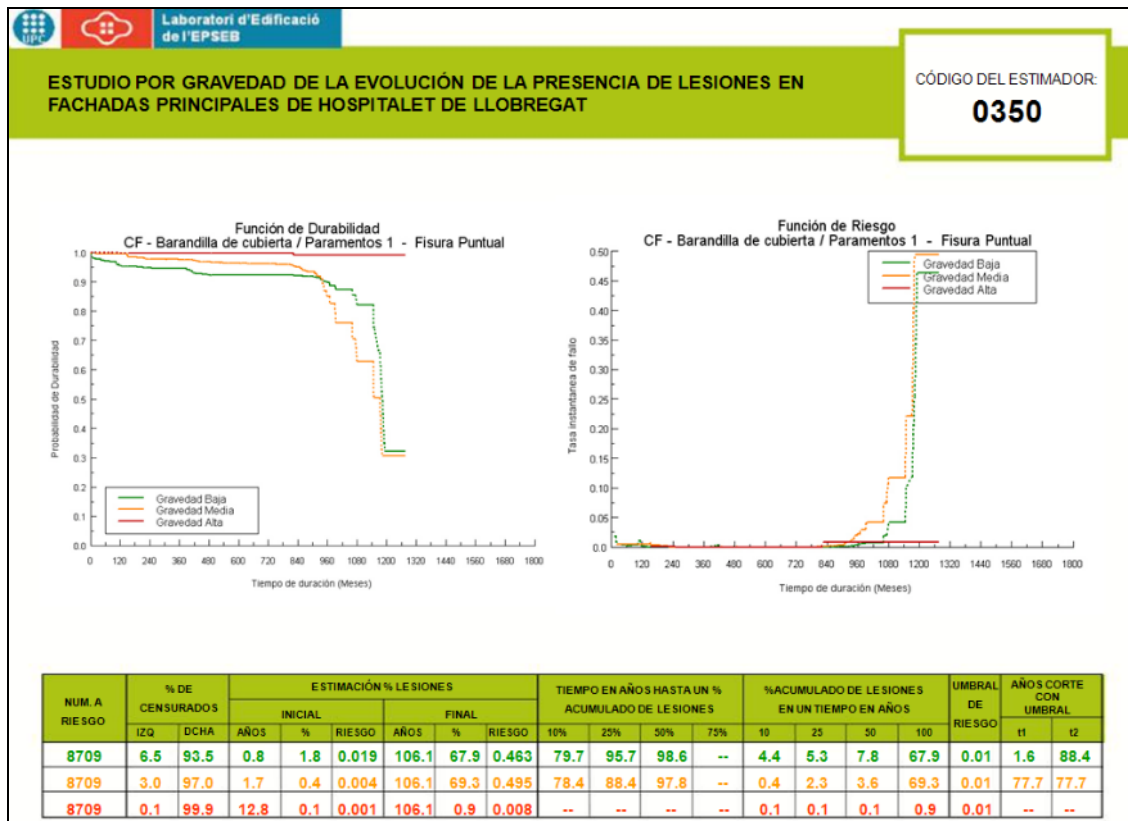 UPC
Laboratori d'Edificació
de l'EPSEB
ESTUDIO POR GRAVEDAD DE LA EVOLUCIÓN DE LA PRESENCIA DE LESIONES EN
FACHADAS PRINCIPALES DE HOSPITALET DE LLOBREGAT
CÓDIGO DEL ESTIMADOR:
0350
Función de Durabilidad
CF - Barandilla de cubierta / Paramentos 1 - Fisura Puntual
Probabilidad de Durabilidad
1.0
0.9
0.8
0.7
0.6
0.5
0.4
0.3
0.2
0.1
0.0
Gravedad Baja
Gravedad Media
Gravedad Alta
0 120 240 360 480 600 720 840 960 1080 1200 1320 1440 1560 1680 1800
Tiempo de duración (Meses)
Función de Riesgo
CF - Barandilla de cubierta / Paramentos 1 - Fisura Puntual
Tasa instantanea de fallo
0.50
0.45
0.40
0.35
0.30
0.25
0.20
0.15
0.10
0.05
0.0
Gravedad Baja
Gravedad Media
Gravedad Alta
0 120 240 360 480 600 720 840 960 1080 1200 1320 1440 1560 1680 1800
Tiempo de duración (Meses)
NUM. A RIESGO | % DE CENSURADOS | ESTIMACIÓN % LESIONES | TIEMPO EN AÑOS HASTA UN % ACUMULADO DE LESIONES | %ACUMULADO DE LESIONES EN UN TIEMPO EN AÑOS | UMBRAL DE RIESGO | AÑOS CORTE CON UMBRAL
INICIAL | FINAL
IZQ | DCHA | AÑOS | % | RIESGO | AÑOS | % | RIESGO | 10% | 25% | 50% | 75% | 10 | 25 | 50 | 100 | t1 | t2
8709 | 6.5 | 93.5 | 0.8 | 1.8 | 0.019 | 106.1 | 67.9 | 0.463 | 79.7 | 95.7 | 98.6 | -- | 4.4 | 5.3 | 7.8 | 67.9 | 0.01 | 1.6 | 88.4
8709 | 3.0 | 97.0 | 1.7 | 0.4 | 0.004 | 106.1 | 69.3 | 0.495 | 78.4 | 88.4 | 97.8 | -- | 0.4 | 2.3 | 3.6 | 69.3 | 0.01 | 77.7 | 77.7
8709 | 0.1 | 99.9 | 12.8 | 0.1 | 0.001 | 106.1 | 0.9 | 0.008 | -- | -- | -- | -- | 0.1 | 0.1 | 0.1 | 0.9 | 0.01 | -- | --